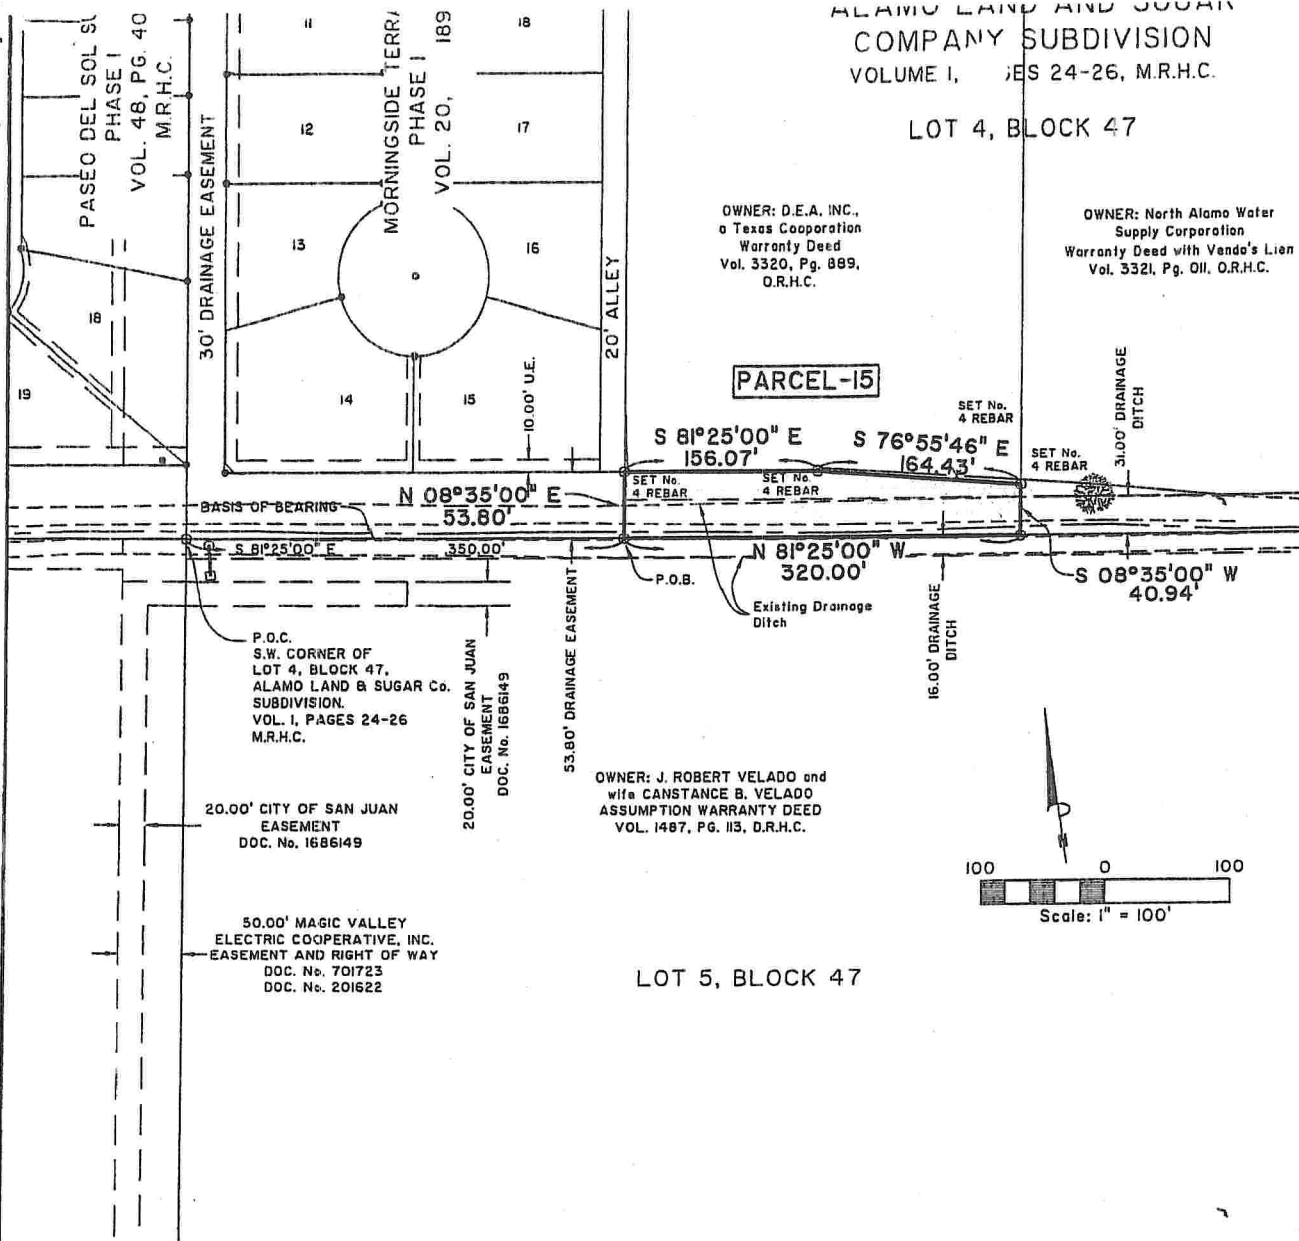 ALAMO LAND AND SUGAR
COMPANY SUBDIVISION
VOLUME 1, ES 24-26, M.R.H.C.
LOT 4, BLOCK 47
PASEO DEL SOL
PHASE I
VOL. 48, PG. 40
M.R.H.C.
30' DRAINAGE EASEMENT
MORNINGSIDE
PHASE I
VOL. 20, 189
11
18
12
17
13
16
14
15
18
19
20' ALLEY
10.00' U.E.
OWNER: D.E.A. INC.,
a Texas Cooporation
Warranty Deed
Vol. 3320, Pg. 889,
O.R.H.C.
OWNER: North Alamo Water
Supply Corporation
Warranty Deed with Vendo's Lien
Vol. 3321, Pg. 011, O.R.H.C.
PARCEL-15
SET No.
4 REBAR
31.00' DRAINAGE
DITCH
S 81°25'00" E
156.07'
S 76°55'46" E
164.43'
SET No.
4 REBAR
SET No.
4 REBAR
SET No.
4 REBAR
N 08°35'00" E
53.80'
BASIS OF BEARING
S 81°25'00" E
350.00'
N 81°25'00" W
320.00'
S 08°35'00" W
40.94'
P.O.B.
Existing Drainage
Ditch
16.00' DRAINAGE
DITCH
P.O.C.
S.W. CORNER OF
LOT 4, BLOCK 47,
ALAMO LAND & SUGAR Co.
SUBDIVISION.
VOL. 1, PAGES 24-26
M.R.H.C.
20.00' CITY OF SAN JUAN
EASEMENT
DOC. No. 1686149
53.80' DRAINAGE EASEMENT
OWNER: J. ROBERT VELADO and
wife CANSTANCE B. VELADO
ASSUMPTION WARRANTY DEED
VOL. 1487, PG. 113, D.R.H.C.
20.00' CITY OF SAN JUAN
EASEMENT
DOC. No. 1686149
N
100 0 100
Scale: 1" = 100'
50.00' MAGIC VALLEY
ELECTRIC COOPERATIVE, INC.
EASEMENT AND RIGHT OF WAY
DOC. No. 701723
DOC. No. 201622
LOT 5, BLOCK 47